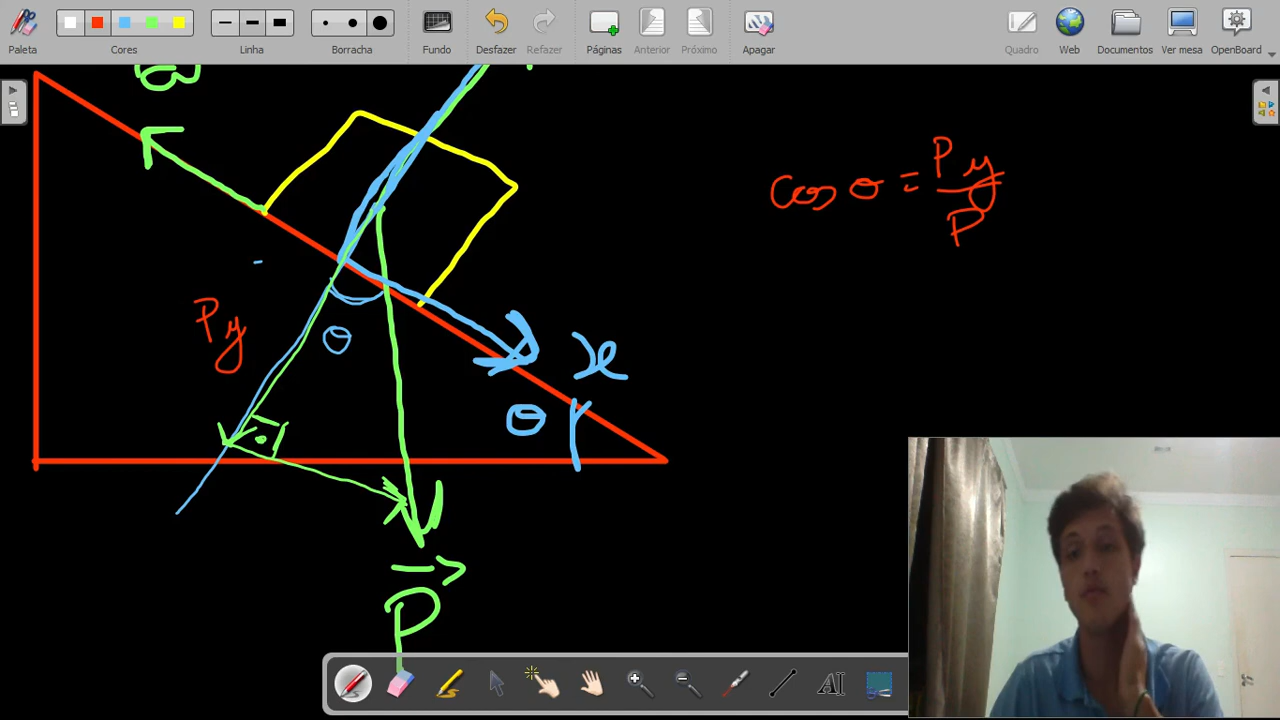 Paleta
Cores
Linha
Borracha
Fundo
Desfazer
Refazer
Páginas
Anterior
Próximo
Apagar
Quadro
Web
Documentos
Ver mesa
OpenBoard
cos θ = Py
P
Py
θ
x
θ
P
AI